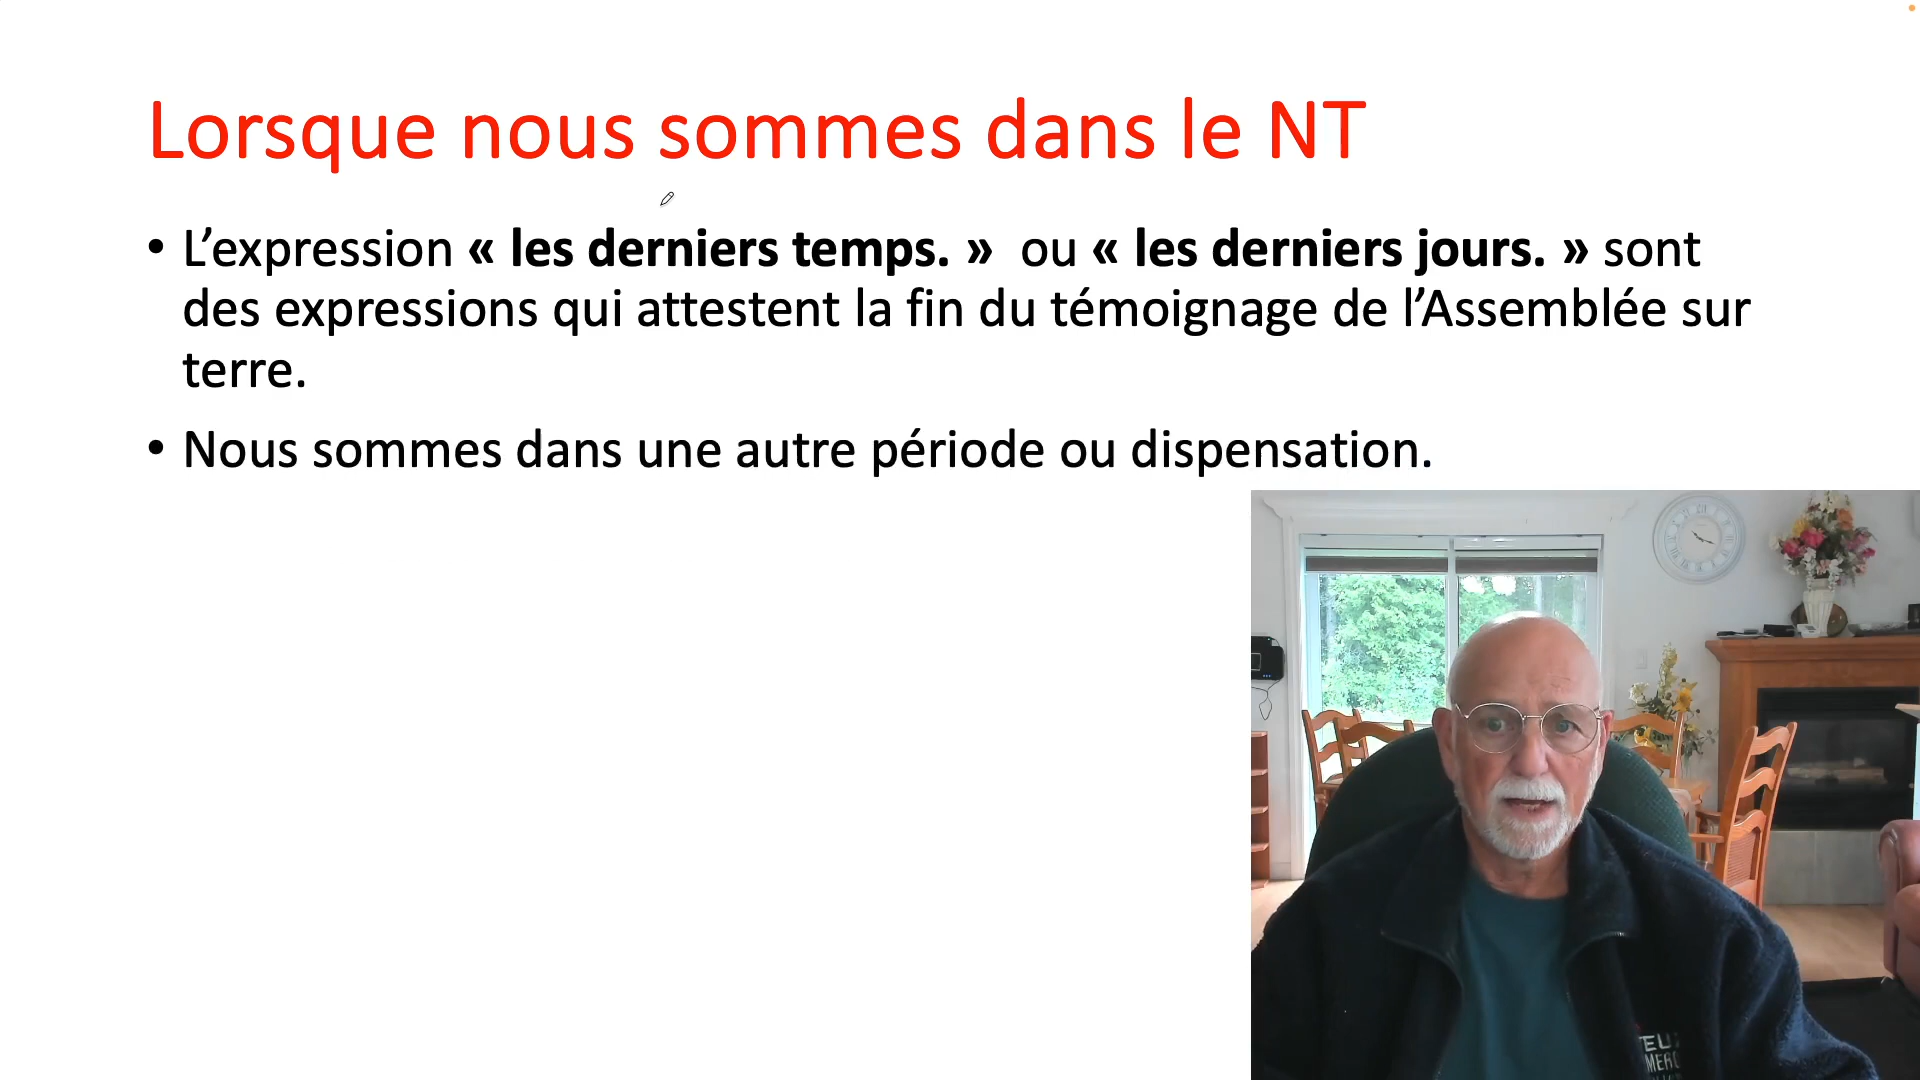 Lorsque nous sommes dans le NT
• L’expression « les derniers temps. »  ou « les derniers jours. » sont
des expressions qui attestent la fin du témoignage de l’Assemblée sur
terre.
• Nous sommes dans une autre période ou dispensation.